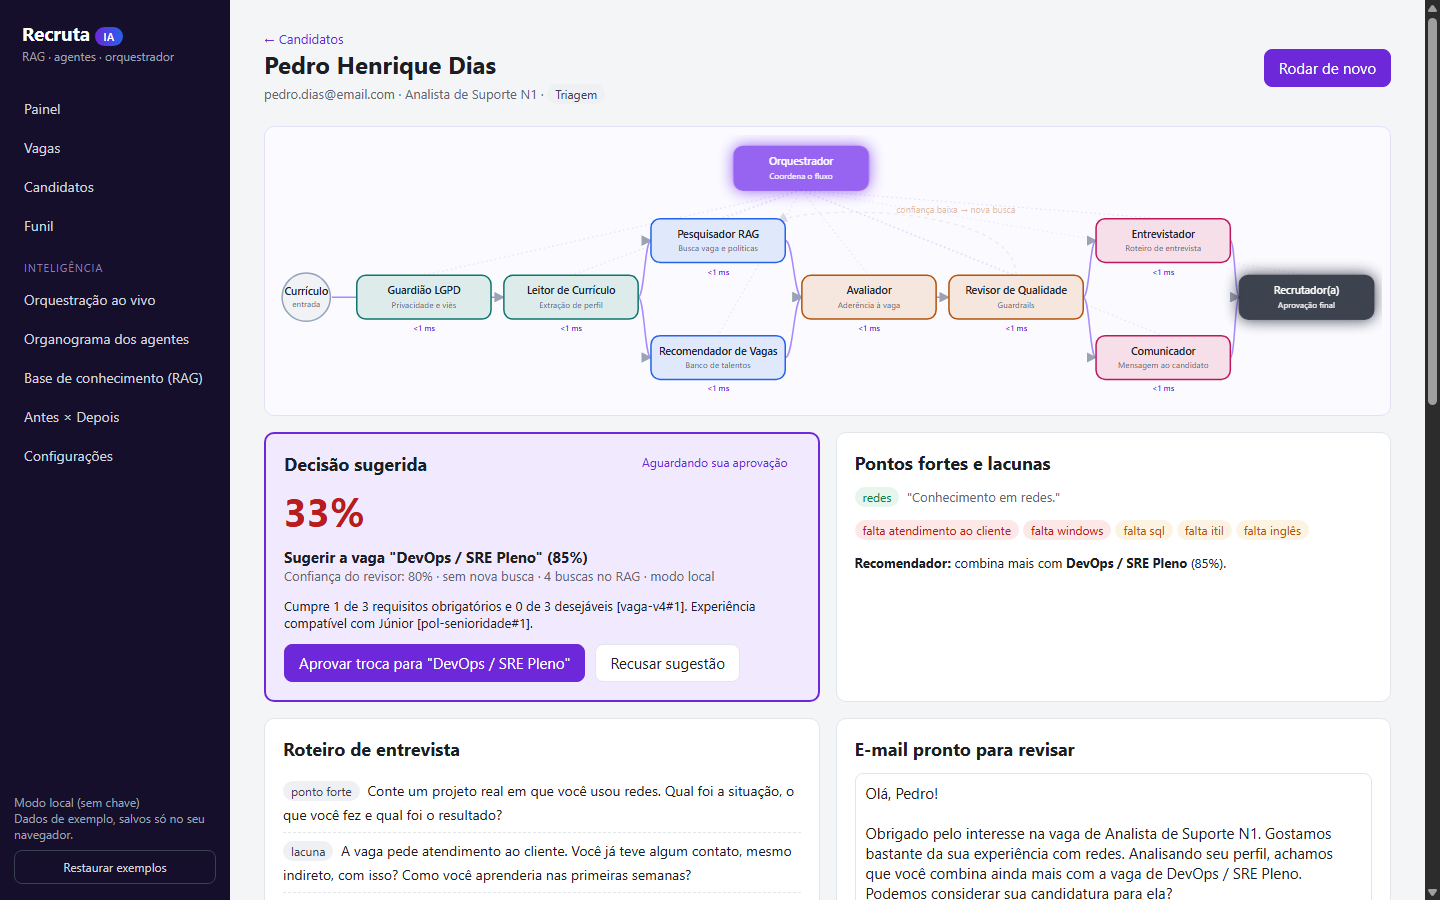 Recruta IA
RAG · agentes · orquestrador
Painel
Vagas
Candidatos
Funil
INTELIGÊNCIA
Orquestração ao vivo
Organograma dos agentes
Base de conhecimento (RAG)
Antes × Depois
Configurações
Modo local (sem chave)
Dados de exemplo, salvos só no seu
navegador.
Restaurar exemplos
← Candidatos
Pedro Henrique Dias
pedro.dias@email.com · Analista de Suporte N1 · Triagem
Rodar de novo
Orquestrador
Coordena o fluxo
confiança baixa → nova busca
Currículo
entrada
Guardião LGPD
Privacidade e viés
<1 ms
Leitor de Currículo
Extração de perfil
<1 ms
Pesquisador RAG
Busca vaga e políticas
<1 ms
Recomendador de Vagas
Banco de talentos
<1 ms
Avaliador
Aderência à vaga
<1 ms
Revisor de Qualidade
Guardrails
<1 ms
Entrevistador
Roteiro de entrevista
<1 ms
Comunicador
Mensagem ao candidato
<1 ms
Recrutador(a)
Aprovação final
Decisão sugerida
Aguardando sua aprovação
33%
Sugerir a vaga "DevOps / SRE Pleno" (85%)
Confiança do revisor: 80% · sem nova busca · 4 buscas no RAG · modo local
Cumpre 1 de 3 requisitos obrigatórios e 0 de 3 desejáveis [vaga-v4#1]. Experiência
compatível com Júnior [pol-senioridade#1].
Aprovar troca para "DevOps / SRE Pleno"
Recusar sugestão
Pontos fortes e lacunas
redes "Conhecimento em redes."
falta atendimento ao cliente falta windows falta sql falta itil falta inglês
Recomendador: combina mais com DevOps / SRE Pleno (85%).
Roteiro de entrevista
ponto forte Conte um projeto real em que você usou redes. Qual foi a situação, o
que você fez e qual foi o resultado?
lacuna A vaga pede atendimento ao cliente. Você já teve algum contato, mesmo
indireto, com isso? Como você aprenderia nas primeiras semanas?
E-mail pronto para revisar
Olá, Pedro!
Obrigado pelo interesse na vaga de Analista de Suporte N1. Gostamos
bastante da sua experiência com redes. Analisando seu perfil, achamos
que você combina ainda mais com a vaga de DevOps / SRE Pleno.
Podemos considerar sua candidatura para ela?